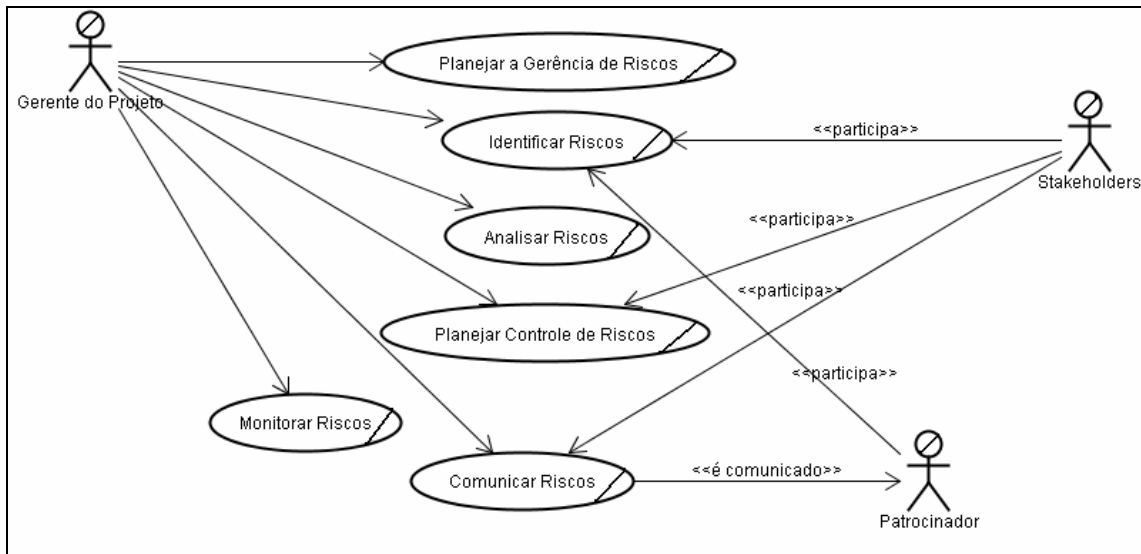 Planejar a Gerência de Riscos
Gerente do Projeto
Identificar Riscos
<<participa>>
Stakeholders
<<participa>>
Analisar Riscos
<<participa>>
Planejar Controle de Riscos
<<participa>>
Monitorar Riscos
Comunicar Riscos
<<é comunicado>>
Patrocinador